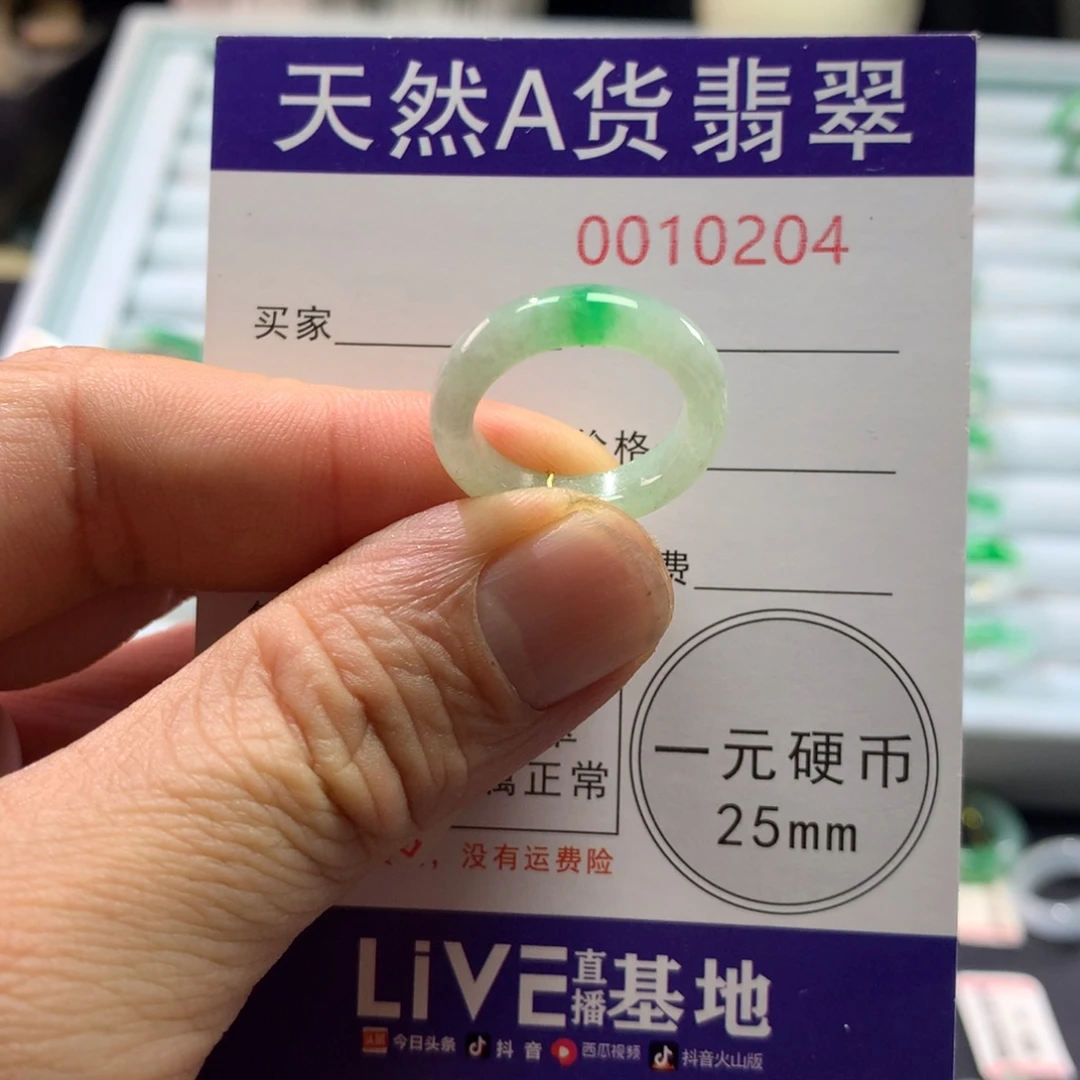 天然A货翡翠
0010204
买家
价格
费
一元硬币
25mm
属正常
，没有运费险
LiVE直播基地
今日头条 抖音 西瓜视频 抖音火山版